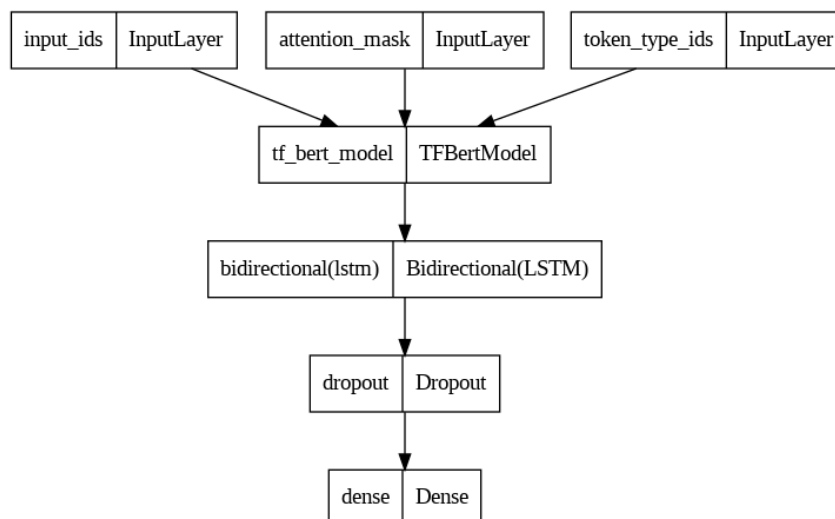 input_ids InputLayer attention_mask InputLayer token_type_ids InputLayer
tf_bert_model TFBertModel
bidirectional(lstm) Bidirectional(LSTM)
dropout Dropout
dense Dense